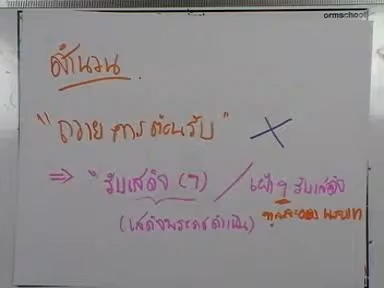 ormschool
สำนวน
"ถวายการต้อนรับ" ✗
⇒ "รับเสด็จ (ฯ) / เฝ้าฯ รับเสด็จ
(เสด็จพระราชดำเนิน) ทูลละออง พระบาท